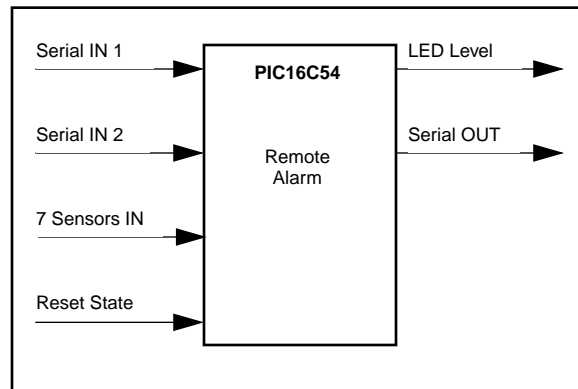 Serial IN 1
Serial IN 2
7 Sensors IN
Reset State
PIC16C54
Remote
Alarm
LED Level
Serial OUT